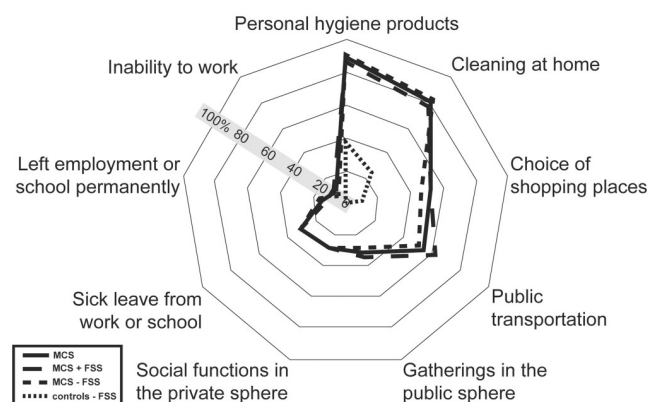 Personal hygiene products
Inability to work
Cleaning at home
100% 80 60 40 20 0
Left employment or
school permanently
Choice of
shopping places
Sick leave from
work or school
Public
transportation
Social functions in
the private sphere
Gatherings in the
public sphere
MCS
MCS + FSS
MCS - FSS
controls - FSS